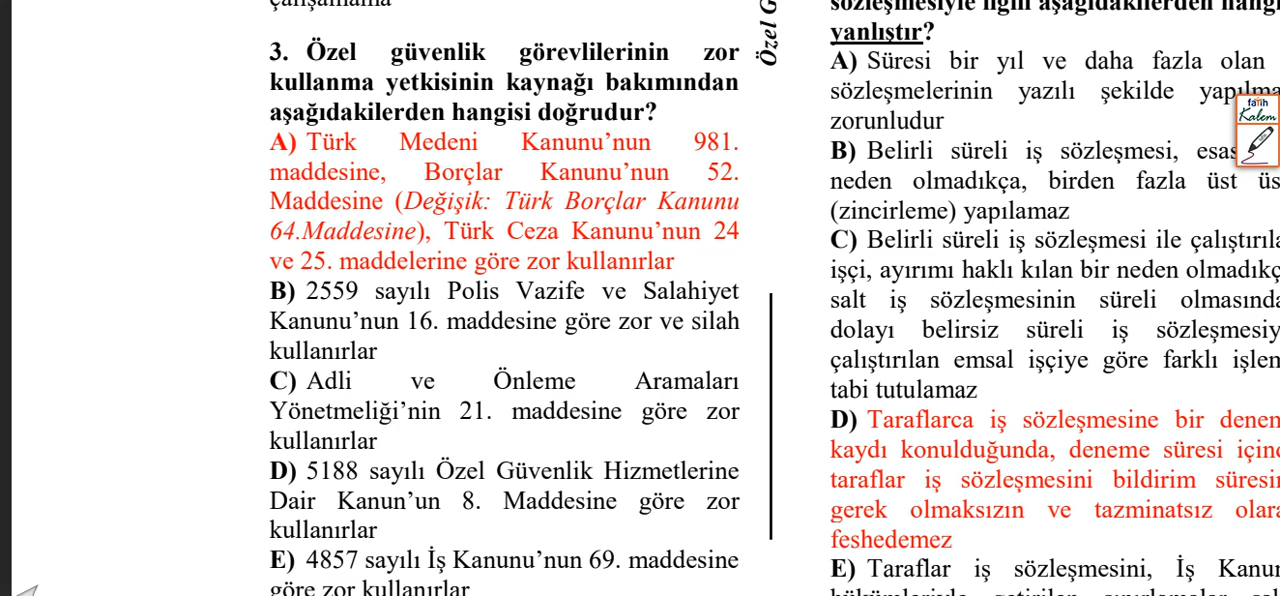 3. Özel güvenlik görevlilerinin zor
kullanma yetkisinin kaynağı bakımından
aşağıdakilerden hangisi doğrudur?
A) Türk Medeni Kanunu’nun 981.
maddesine, Borçlar Kanunu’nun 52.
Maddesine (Değişik: Türk Borçlar Kanunu
64.Maddesine), Türk Ceza Kanunu’nun 24
ve 25. maddelerine göre zor kullanırlar
B) 2559 sayılı Polis Vazife ve Salahiyet
Kanunu’nun 16. maddesine göre zor ve silah
kullanırlar
C) Adli ve Önleme Aramaları
Yönetmeliği’nin 21. maddesine göre zor
kullanırlar
D) 5188 sayılı Özel Güvenlik Hizmetlerine
Dair Kanun’un 8. Maddesine göre zor
kullanırlar
E) 4857 sayılı İş Kanunu’nun 69. maddesine
göre zor kullanırlar
Özel
sözleşmesiyle ilgili aşağıdakilerden
yanlıştır?
A) Süresi bir yıl ve daha fazla olan
sözleşmelerinin yazılı şekilde
zorunludur
B) Belirli süreli iş sözleşmesi,
neden olmadıkça, birden fazla üst
(zincirleme) yapılamaz
C) Belirli süreli iş sözleşmesi ile
işçi, ayırımı haklı kılan bir neden
salt iş sözleşmesinin süreli
dolayı belirsiz süreli iş
çalıştırılan emsal işçiye göre farklı
tabi tutulamaz
D) Taraflarca iş sözleşmesine bir
kaydı konulduğunda, deneme süresi
taraflar iş sözleşmesini bildirim
gerek olmaksızın ve tazminatsız
feshedemez
E) Taraflar iş sözleşmesini, İş
fatih
Kalem